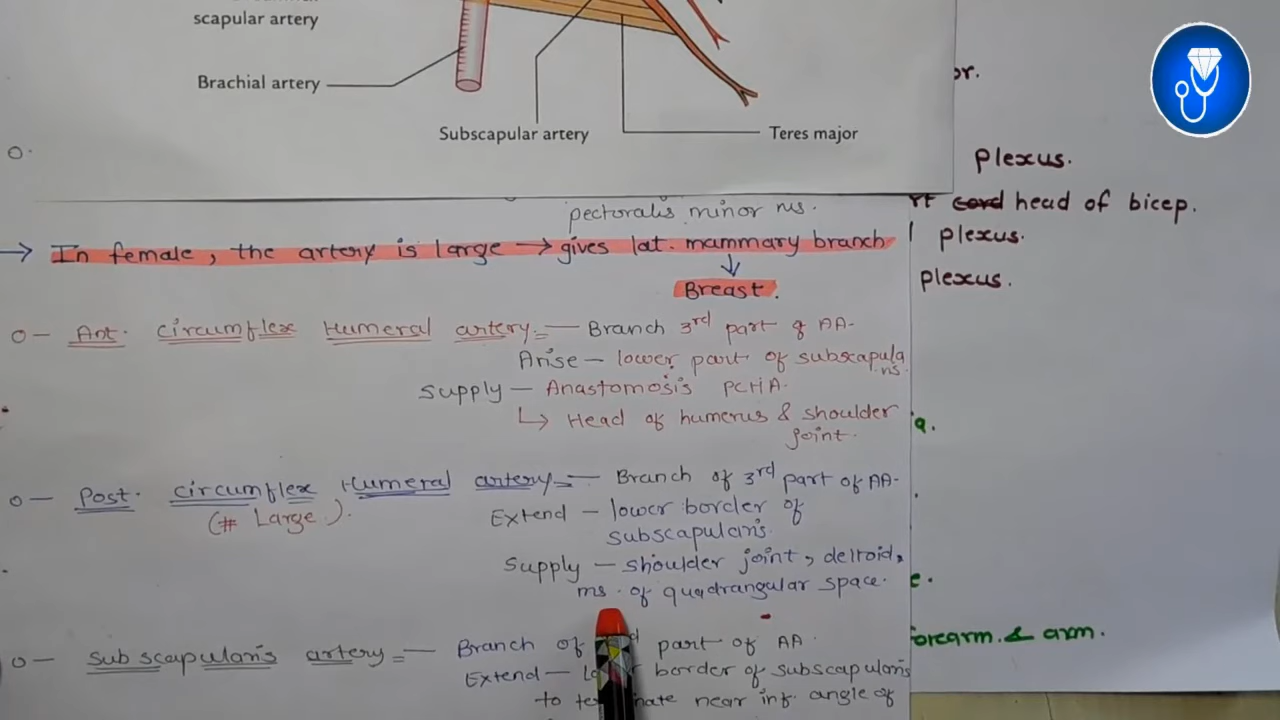 scapular artery
Brachial artery
Subscapular artery
Teres major
or.
plexus.
head of bicep.
plexus.
plexus.
pectoralis minor ms.
→ In female, the artery is large → gives lat. mammary branch
↓
Breast.
o- Ant. circumflex Humeral artery:- Branch 3rd part of AA-
Arise - lower part of subscapula
ns.
supply - Anastomosis PCHA.
↳ Head of humerus & shoulder
joint.
o- Post. circumflex Humeral artery:- Branch of 3rd part of AA-
(# Large).
Extend - lower border of
subscapularis
supply - shoulder joint, deltoid,
ms. of quadrangular space.
o- subscapularis artery:- Branch of part of AA.
Extend - border of subscapularis
to near inf. angle of
forearm & arm.